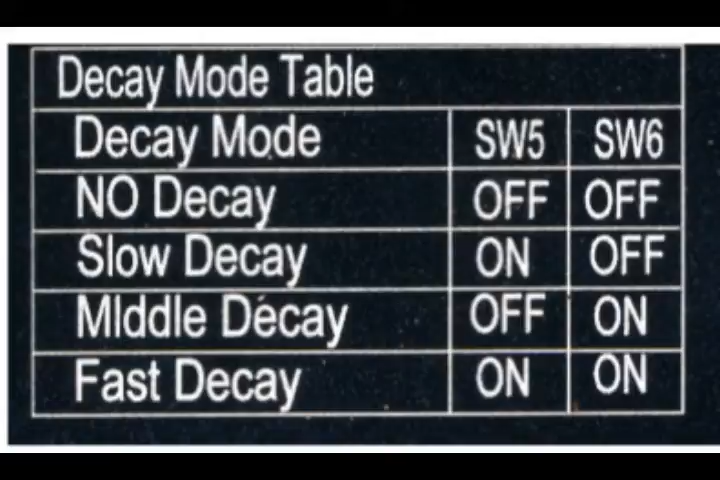 Decay Mode Table
Decay Mode SW5 SW6
NO Decay OFF OFF
Slow Decay ON OFF
MIddle Decay OFF ON
Fast Decay ON ON